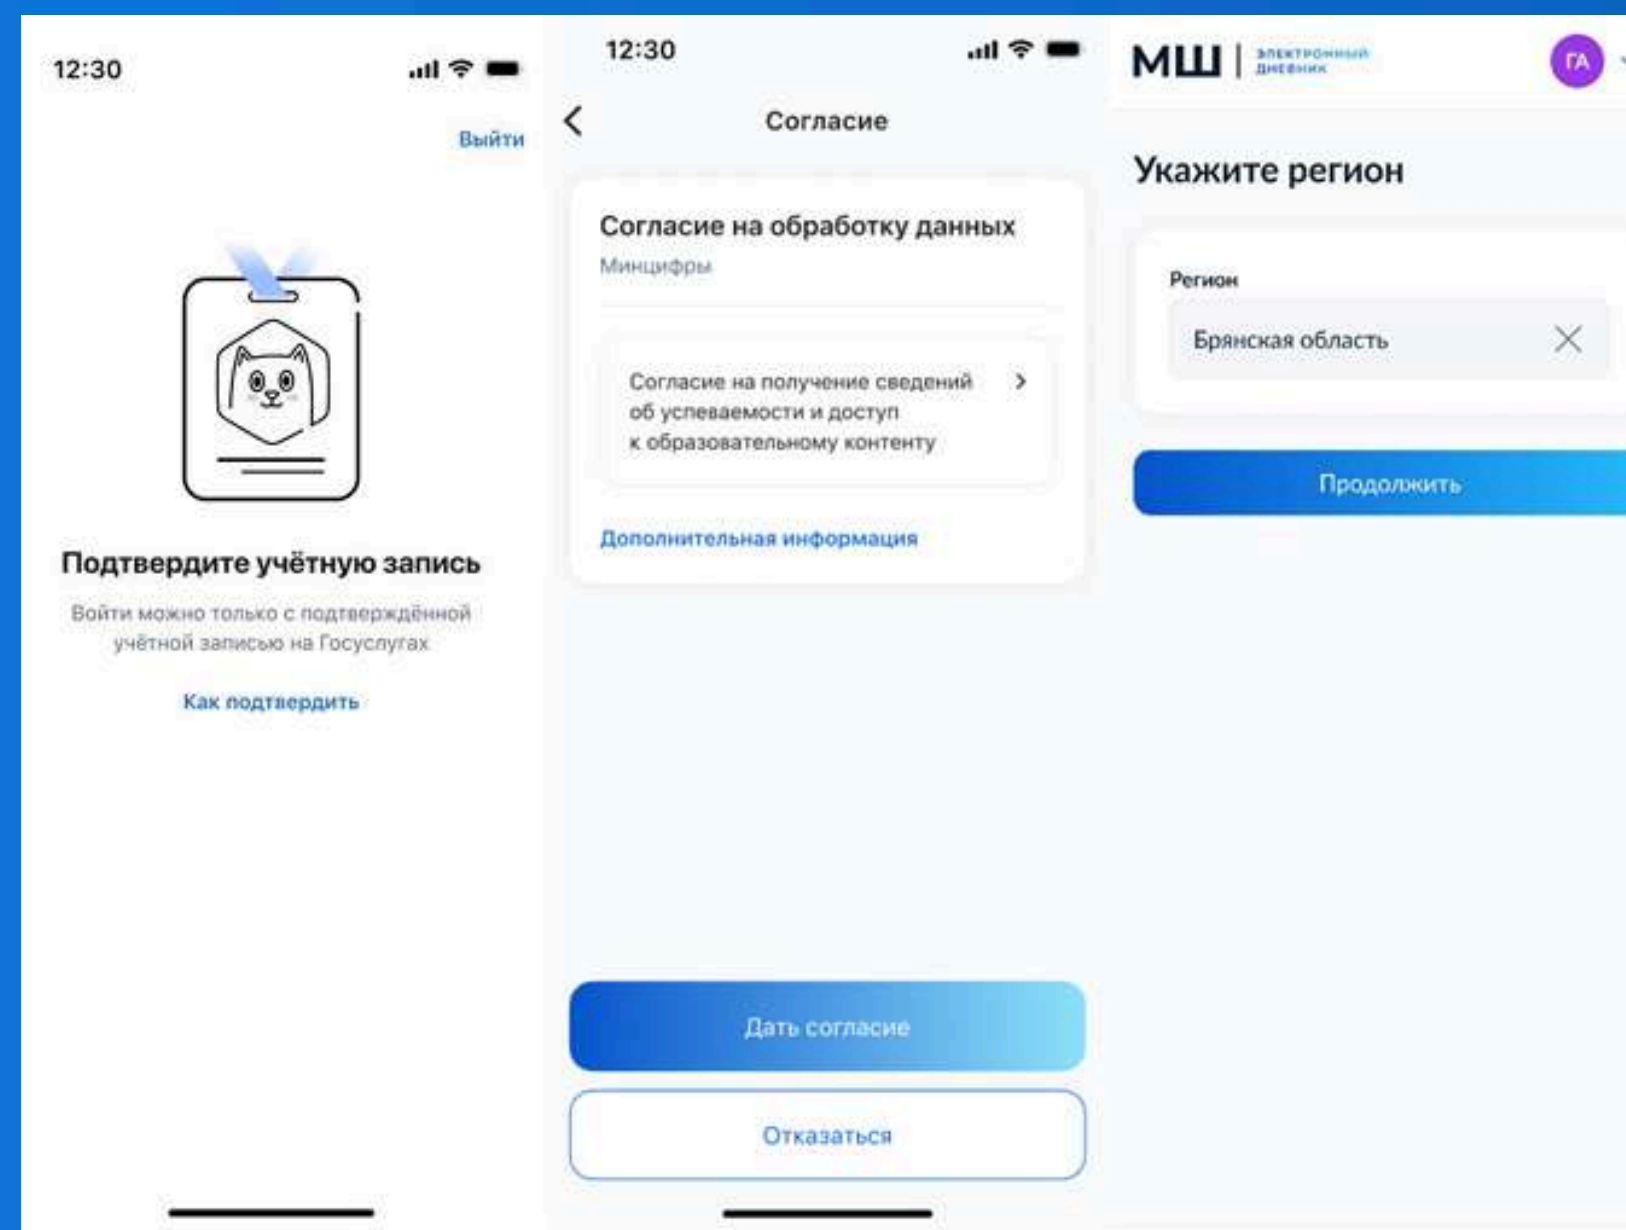 12:30
Выйти
Подтвердите учётную запись
Войти можно только с подтверждённой
учётной записью на Госуслугах
Как подтвердить
12:30
Согласие
Согласие на обработку данных
Минцифры
Согласие на получение сведений
об успеваемости и доступ
к образовательному контенту
Дополнительная информация
Дать согласие
Отказаться
МШ
ЭЛЕКТРОННЫЙ
ДНЕВНИК
ГА
Укажите регион
Регион
Брянская область
Продолжить